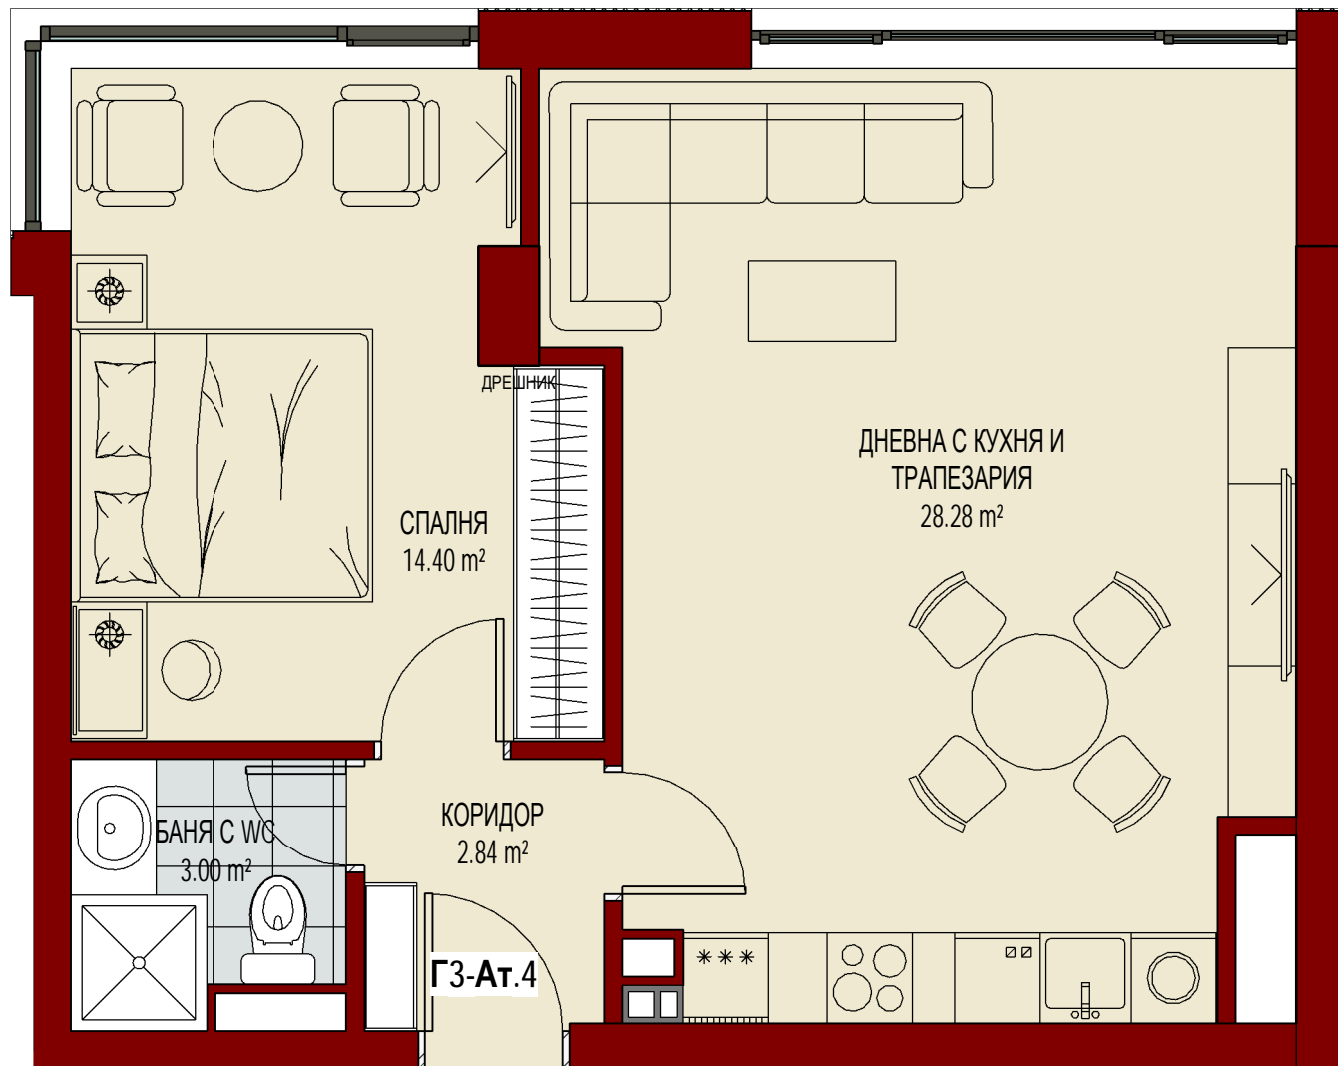 ДРЕШНИК
ДНЕВНА С КУХНЯ И
ТРАПЕЗАРИЯ
28.28 m²
СПАЛНЯ
14.40 m²
КОРИДОР
2.84 m²
БАНЯ С WC
3.00 m²
Г3-Ат.4